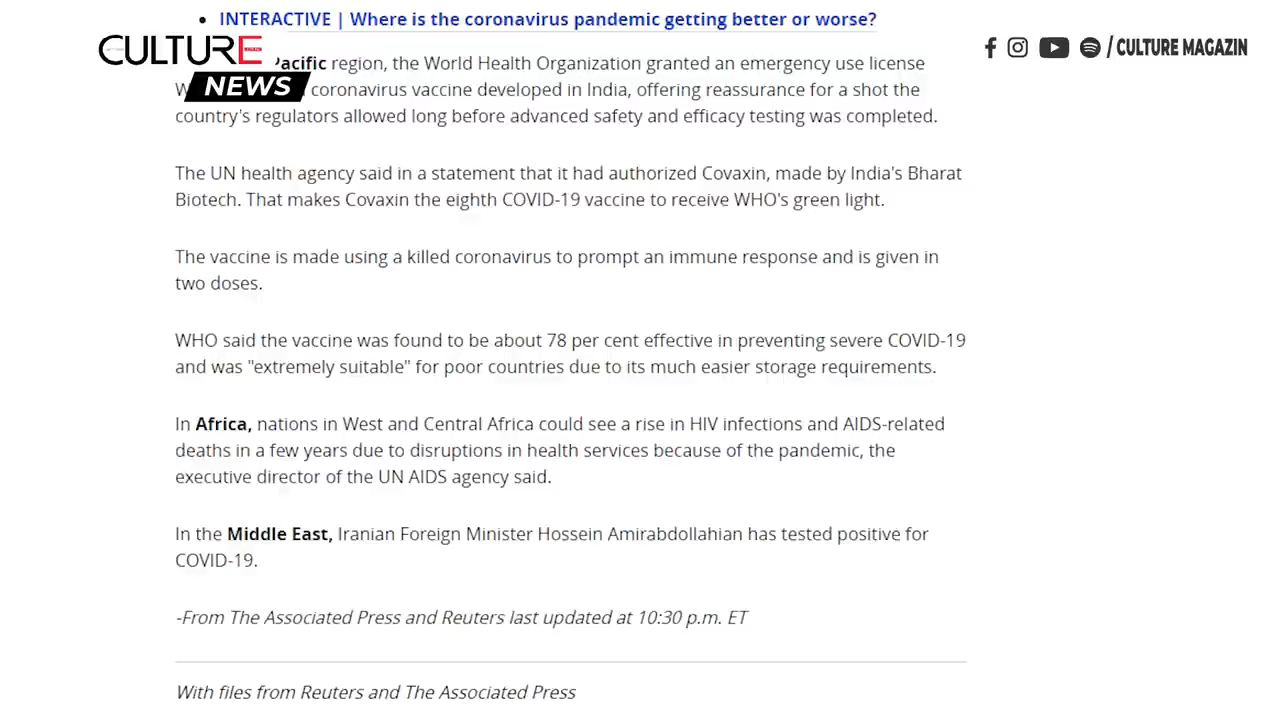 INTERACTIVE | Where is the coronavirus pandemic getting better or worse?
CULTURE
NEWS
/ CULTURE MAGAZIN
acific region, the World Health Organization granted an emergency use license
coronavirus vaccine developed in India, offering reassurance for a shot the
country's regulators allowed long before advanced safety and efficacy testing was completed.
The UN health agency said in a statement that it had authorized Covaxin, made by India's Bharat
Biotech. That makes Covaxin the eighth COVID-19 vaccine to receive WHO's green light.
The vaccine is made using a killed coronavirus to prompt an immune response and is given in
two doses.
WHO said the vaccine was found to be about 78 per cent effective in preventing severe COVID-19
and was "extremely suitable" for poor countries due to its much easier storage requirements.
In Africa, nations in West and Central Africa could see a rise in HIV infections and AIDS-related
deaths in a few years due to disruptions in health services because of the pandemic, the
executive director of the UN AIDS agency said.
In the Middle East, Iranian Foreign Minister Hossein Amirabdollahian has tested positive for
COVID-19.
-From The Associated Press and Reuters last updated at 10:30 p.m. ET
With files from Reuters and The Associated Press